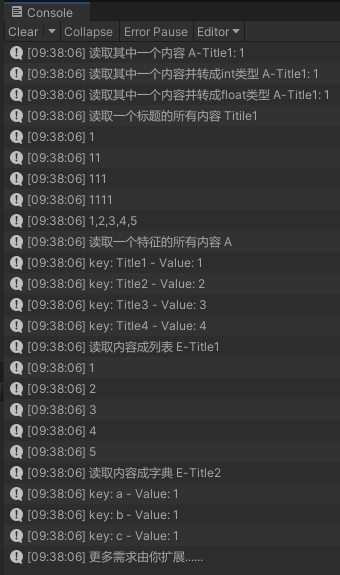 Console
Clear Collapse Error Pause Editor
[09:38:06] 读取其中一个内容 A-Title1: 1
[09:38:06] 读取其中一个内容并转成int类型 A-Title1: 1
[09:38:06] 读取其中一个内容并转成float类型 A-Title1: 1
[09:38:06] 读取一个标题的所有内容 Titile1
[09:38:06] 1
[09:38:06] 11
[09:38:06] 111
[09:38:06] 1111
[09:38:06] 1,2,3,4,5
[09:38:06] 读取一个特征的所有内容 A
[09:38:06] key: Title1 - Value: 1
[09:38:06] key: Title2 - Value: 2
[09:38:06] key: Title3 - Value: 3
[09:38:06] key: Title4 - Value: 4
[09:38:06] 读取内容成列表 E-Title1
[09:38:06] 1
[09:38:06] 2
[09:38:06] 3
[09:38:06] 4
[09:38:06] 5
[09:38:06] 读取内容成字典 E-Title2
[09:38:06] key: a - Value: 1
[09:38:06] key: b - Value: 1
[09:38:06] key: c - Value: 1
[09:38:06] 更多需求由你扩展......